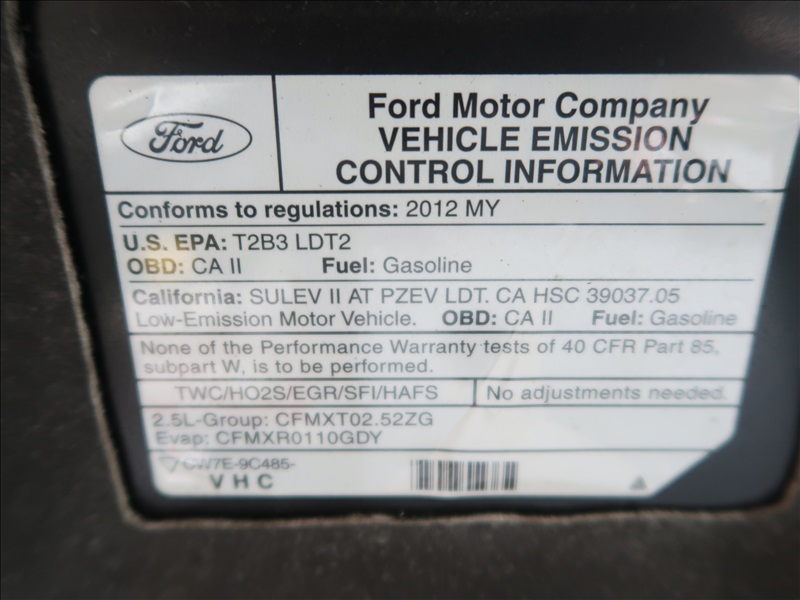 Ford
Ford Motor Company
VEHICLE EMISSION
CONTROL INFORMATION
Conforms to regulations: 2012 MY
U.S. EPA: T2B3 LDT2
OBD: CA II Fuel: Gasoline
California: SULEV II AT PZEV LDT. CA HSC 39037.05
Low-Emission Motor Vehicle. OBD: CA II Fuel: Gasoline
None of the Performance Warranty tests of 40 CFR Part 85,
subpart W, is to be performed.
TWC/HO2S/EGR/SFI/HAFS No adjustments needed.
2.5L-Group: CFMXT02.52ZG
Evap: CFMXR0110GDY
CW7E-9C485-
VHC